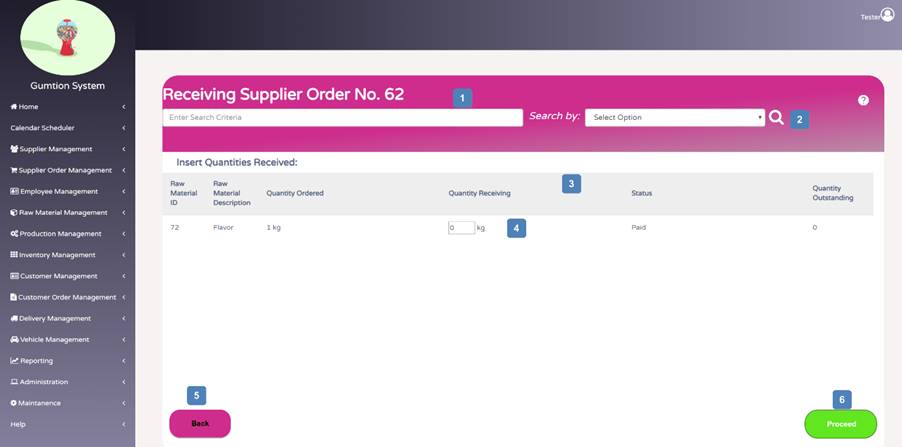 Tester
Gumtion System
Home
Calendar Scheduler
Supplier Management
Supplier Order Management
Employee Management
Raw Material Management
Production Management
Inventory Management
Customer Management
Customer Order Management
Delivery Management
Vehicle Management
Reporting
Administration
Maintanence
Help
Receiving Supplier Order No. 62
1
?
Enter Search Criteria Search by: Select Option 2
Insert Quantities Received:
Raw Material ID Raw Material Description Quantity Ordered Quantity Receiving 3 Status Quantity Outstanding
72 Flavor 1 kg 0 kg 4 Paid 0
5 6
Back Proceed